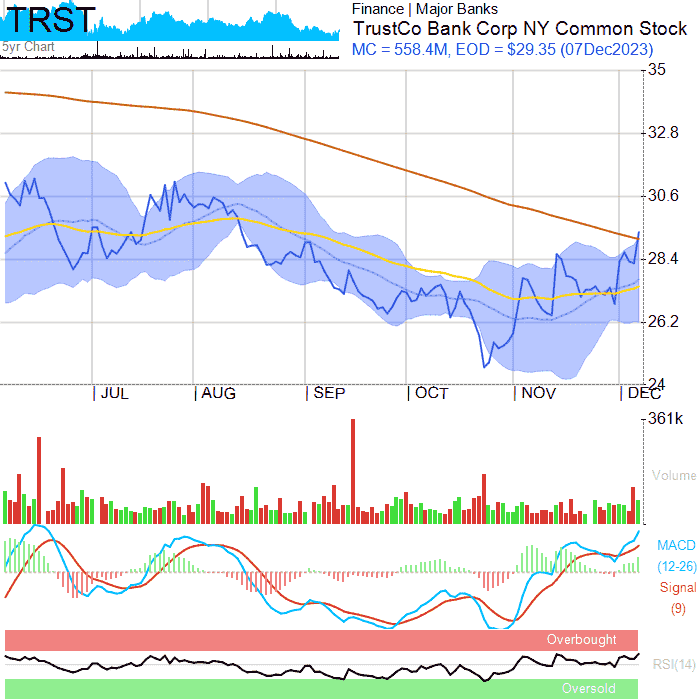 TRST
5yr Chart
Finance | Major Banks
TrustCo Bank Corp NY Common Stock
MC = 558.4M, EOD = $29.35 (07Dec2023)
35
32.8
30.6
28.4
26.2
24
JUL
AUG
SEP
OCT
NOV
DEC
361k
Volume
MACD
(12-26)
Signal
(9)
Overbought
RSI(14)
Oversold